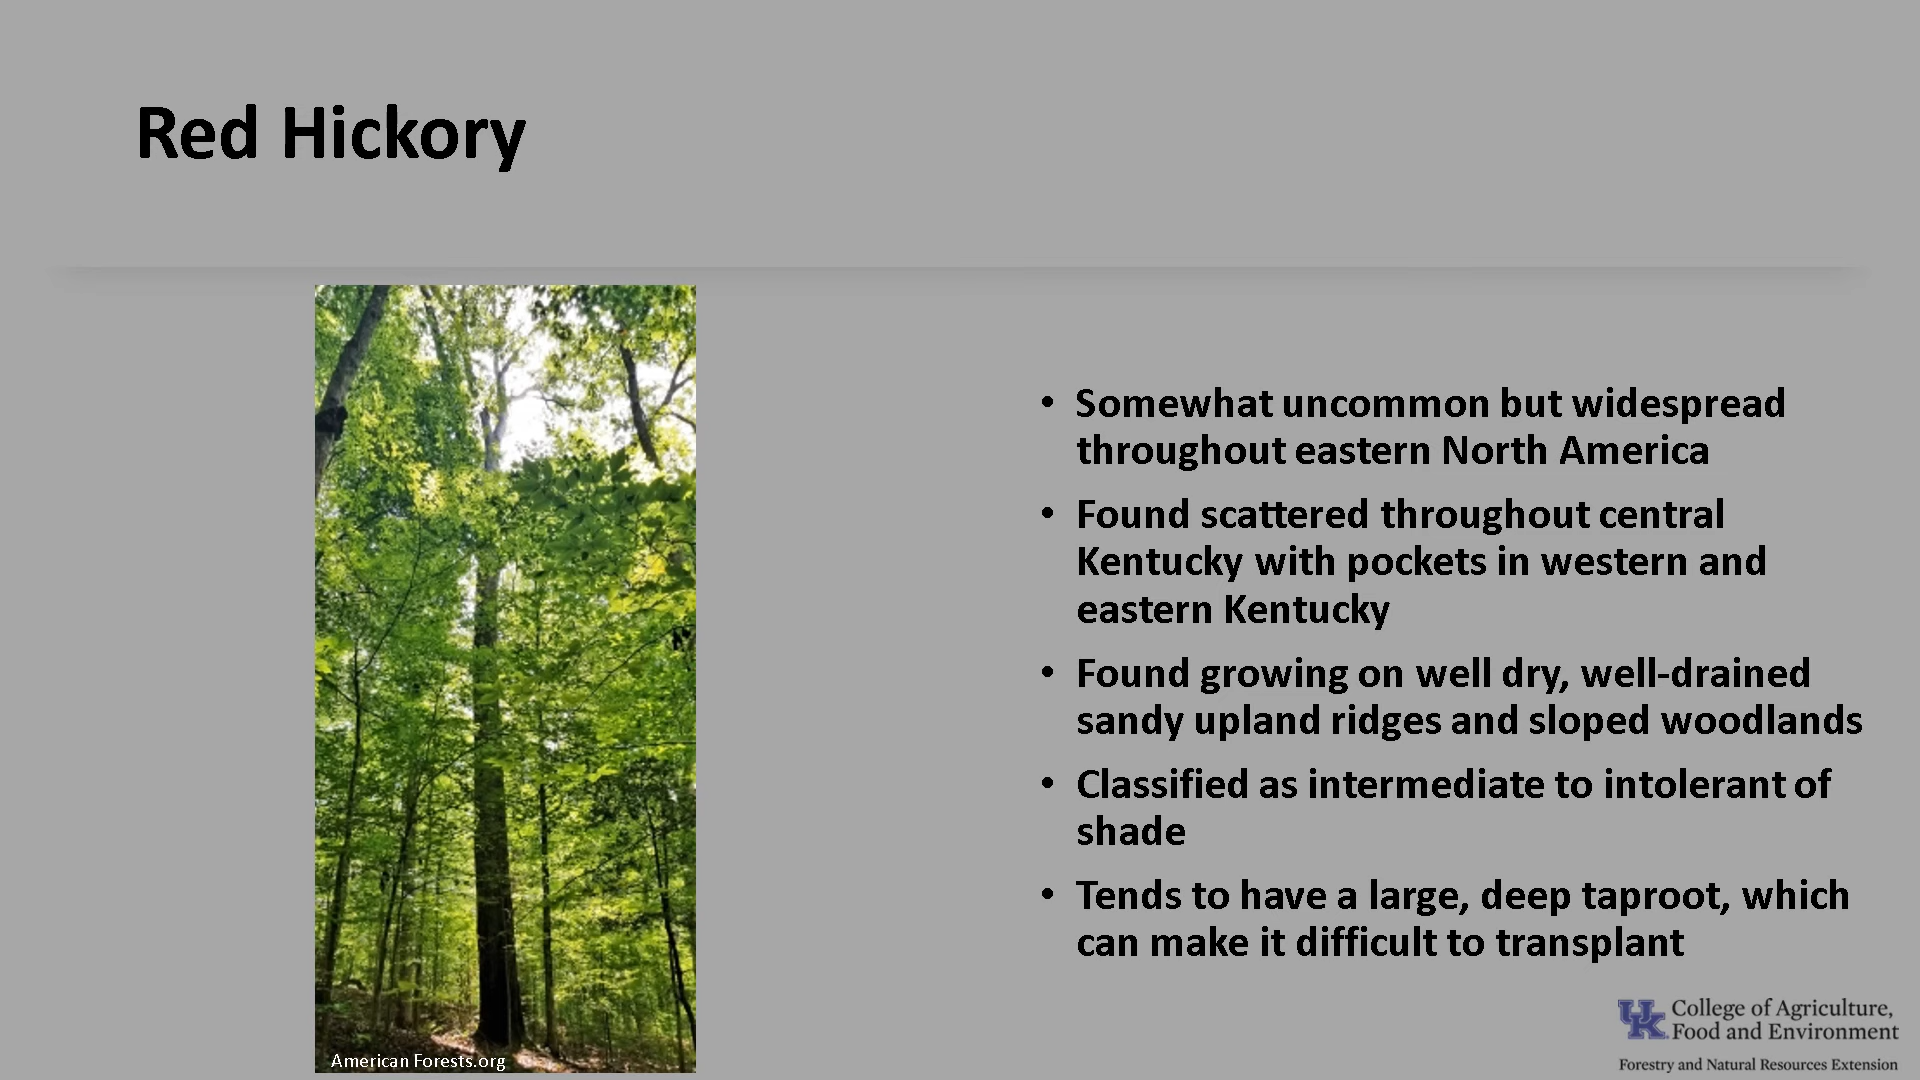 Red Hickory
• Somewhat uncommon but widespread
throughout eastern North America
• Found scattered throughout central
Kentucky with pockets in western and
eastern Kentucky
• Found growing on well dry, well-drained
sandy upland ridges and sloped woodlands
• Classified as intermediate to intolerant of
shade
• Tends to have a large, deep taproot, which
can make it difficult to transplant
American Forests.org
UK College of Agriculture,
Food and Environment
Forestry and Natural Resources Extension